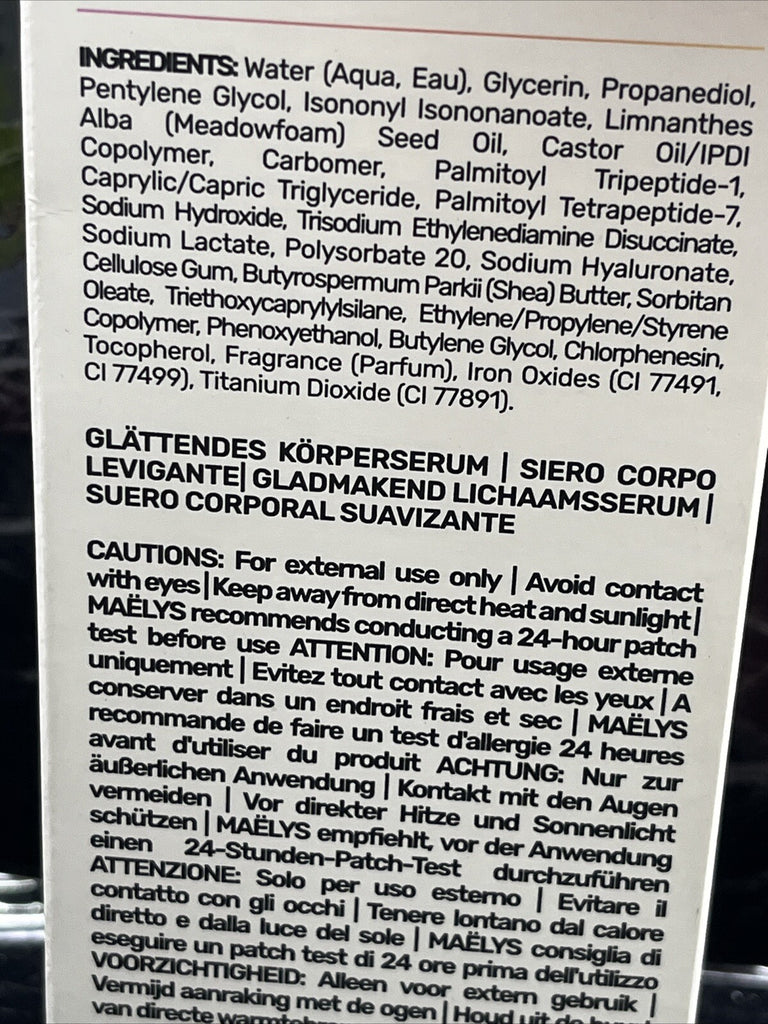 INGREDIENTS: Water (Aqua, Eau), Glycerin, Propanediol,
Pentylene Glycol, Isononyl Isononanoate, Limnanthes
Alba (Meadowfoam) Seed Oil, Castor Oil/IPDI
Copolymer, Carbomer, Palmitoyl Tripeptide-1,
Caprylic/Capric Triglyceride, Palmitoyl Tetrapeptide-7,
Sodium Hydroxide, Trisodium Ethylenediamine Disuccinate,
Sodium Lactate, Polysorbate 20, Sodium Hyaluronate,
Cellulose Gum, Butyrospermum Parkii (Shea) Butter, Sorbitan
Oleate, Triethoxycaprylylsilane, Ethylene/Propylene/Styrene
Copolymer, Phenoxyethanol, Butylene Glycol, Chlorphenesin,
Tocopherol, Fragrance (Parfum), Iron Oxides (CI 77491,
CI 77499), Titanium Dioxide (CI 77891).
GLÄTTENDES KÖRPERSERUM | SIERO CORPO
LEVIGANTE| GLADMAKEND LICHAAMSSERUM |
SUERO CORPORAL SUAVIZANTE
CAUTIONS: For external use only | Avoid contact
with eyes | Keep away from direct heat and sunlight |
MAËLYS recommends conducting a 24-hour patch
test before use ATTENTION: Pour usage externe
uniquement | Evitez tout contact avec les yeux | A
conserver dans un endroit frais et sec | MAËLYS
recommande de faire un test d'allergie 24 heures
avant d'utiliser du produit ACHTUNG: Nur zur
äußerlichen Anwendung | Kontakt mit den Augen
vermeiden | Vor direkter Hitze und Sonnenlicht
schützen | MAËLYS empfiehlt, vor der Anwendung
einen 24-Stunden-Patch-Test durchzuführen
ATTENZIONE: Solo per uso esterno | Evitare il
contatto con gli occhi | Tenere lontano dal calore
diretto e dalla luce del sole | MAËLYS consiglia di
eseguire un patch test di 24 ore prima dell'utilizzo
VOORZICHTIGHEID: Alleen voor extern gebruik |
Vermijd aanraking met de ogen | Houd uit de
van directe